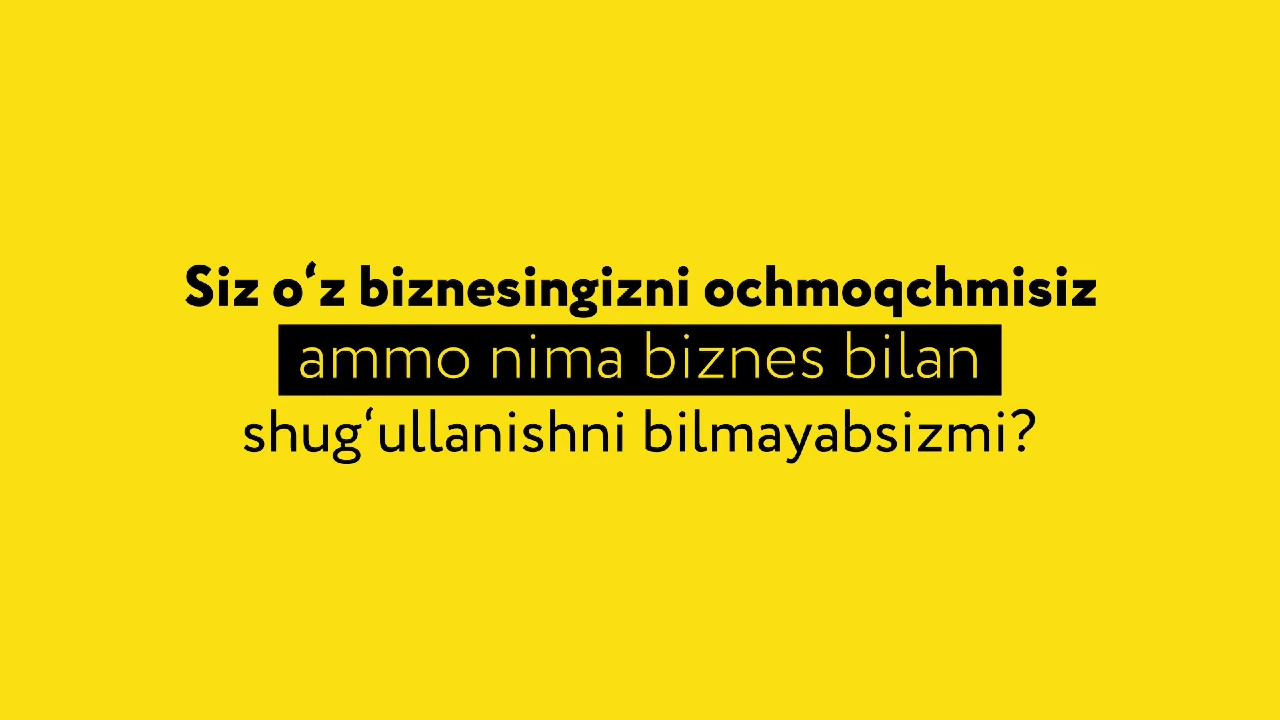 Siz o‘z biznesingizni ochmoqchmisiz
ammo nima biznes bilan
shug‘ullanishni bilmayabsizmi?